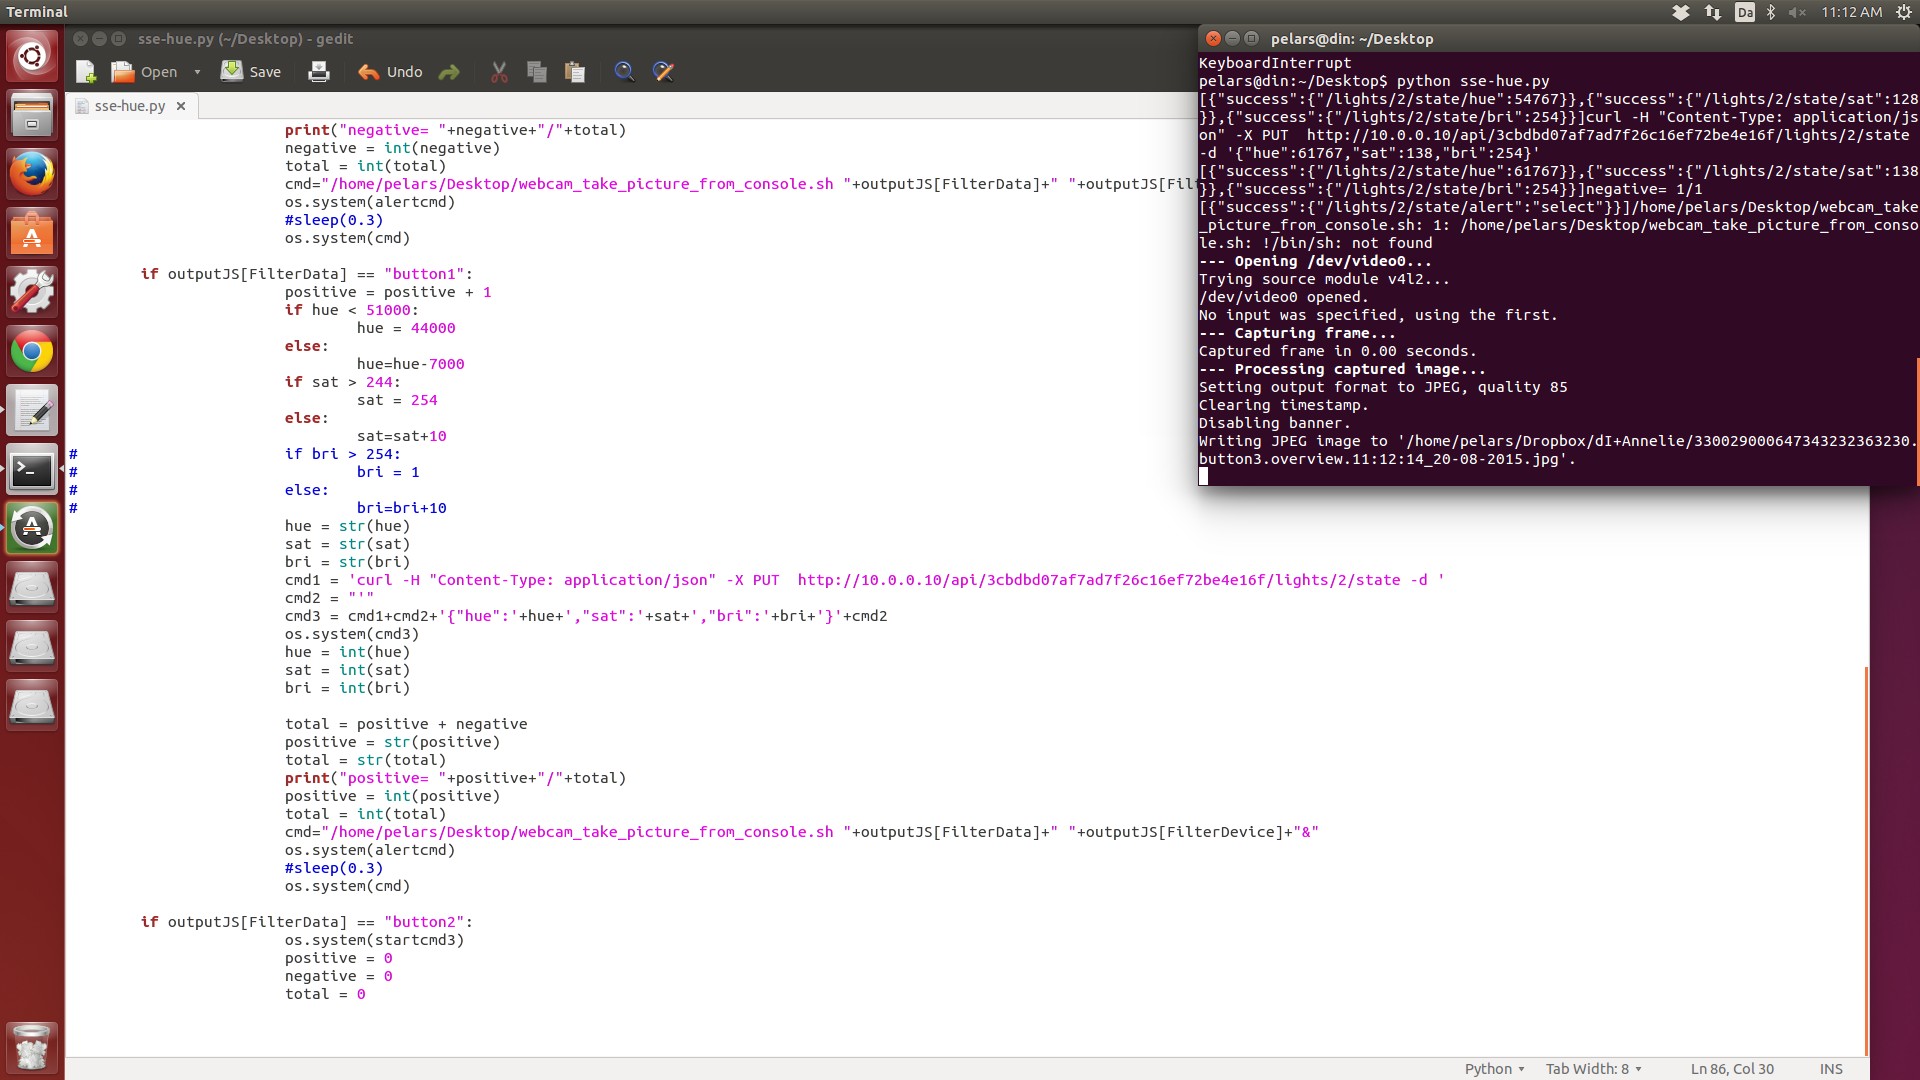 Terminal
Da
11:12 AM
sse-hue.py (~/Desktop) - gedit
Open
Save
Undo
sse-hue.py
print("negative= "+negative+"/"+total)
negative = int(negative)
total = int(total)
cmd="/home/pelars/Desktop/webcam_take_picture_from_console.sh "+outputJS[FilterData]+" "+outputJS[Fil
os.system(alertcmd)
#sleep(0.3)
os.system(cmd)
if outputJS[FilterData] == "button1":
positive = positive + 1
if hue < 51000:
hue = 44000
else:
hue=hue-7000
if sat > 244:
sat = 254
else:
sat=sat+10
# if bri > 254:
# bri = 1
# else:
# bri=bri+10
hue = str(hue)
sat = str(sat)
bri = str(bri)
cmd1 = 'curl -H "Content-Type: application/json" -X PUT  http://10.0.0.10/api/3cbdbd07af7ad7f26c16ef72be4e16f/lights/2/state -d '
cmd2 = "'"
cmd3 = cmd1+cmd2+'{"hue":'+hue+',"sat":'+sat+',"bri":'+bri+'}'+cmd2
os.system(cmd3)
hue = int(hue)
sat = int(sat)
bri = int(bri)
total = positive + negative
positive = str(positive)
total = str(total)
print("positive= "+positive+"/"+total)
positive = int(positive)
total = int(total)
cmd="/home/pelars/Desktop/webcam_take_picture_from_console.sh "+outputJS[FilterData]+" "+outputJS[FilterDevice]+"&"
os.system(alertcmd)
#sleep(0.3)
os.system(cmd)
if outputJS[FilterData] == "button2":
os.system(startcmd3)
positive = 0
negative = 0
total = 0
Python
Tab Width: 8
Ln 86, Col 30
INS
pelars@din: ~/Desktop
KeyboardInterrupt
pelars@din:~/Desktop$ python sse-hue.py
[{"success":{"/lights/2/state/hue":54767}},{"success":{"/lights/2/state/sat":128
}},{"success":{"/lights/2/state/bri":254}}]curl -H "Content-Type: application/js
on" -X PUT  http://10.0.0.10/api/3cbdbd07af7ad7f26c16ef72be4e16f/lights/2/state
-d '{"hue":61767,"sat":138,"bri":254}'
[{"success":{"/lights/2/state/hue":61767}},{"success":{"/lights/2/state/sat":138
}},{"success":{"/lights/2/state/bri":254}}]negative= 1/1
[{"success":{"/lights/2/state/alert":"select"}}]/home/pelars/Desktop/webcam_take
_picture_from_console.sh: 1: /home/pelars/Desktop/webcam_take_picture_from_conso
le.sh: !/bin/sh: not found
--- Opening /dev/video0...
Trying source module v4l2...
/dev/video0 opened.
No input was specified, using the first.
--- Capturing frame...
Captured frame in 0.00 seconds.
--- Processing captured image...
Setting output format to JPEG, quality 85
Clearing timestamp.
Disabling banner.
Writing JPEG image to '/home/pelars/Dropbox/dI+Annelie/330029000647343232363230.
button3.overview.11:12:14_20-08-2015.jpg'.